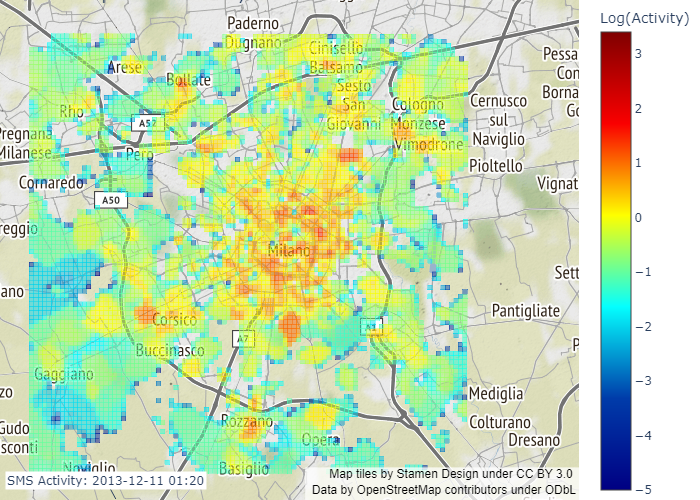 Log(Activity)
Paderno
Dugnano
Cinisello
Balsamo
Arese
Bollate
Sesto
San
Giovanni
Rho
A52
Cologno
Monzese
Vimodrone
Cernusco
sul
Naviglio
Pessa
Con
Borna
Go
Pregnana
Milanese
Pero
Pioltello
Cornaredo
A50
Vignat
reggio
Milano
Sett
ano
Corsico
Pantigliate
A7
A1
P
Buccinasco
Gaggiano
zo
Mediglia
Gudo
sconti
Rozzano
Opera
Colturano
Dresano
Noviglio
Basiglio
3
2
1
0
−1
−2
−3
−4
−5
SMS Activity: 2013-12-11 01:20
Map tiles by Stamen Design under CC BY 3.0
Data by OpenStreetMap contributors under ODbL